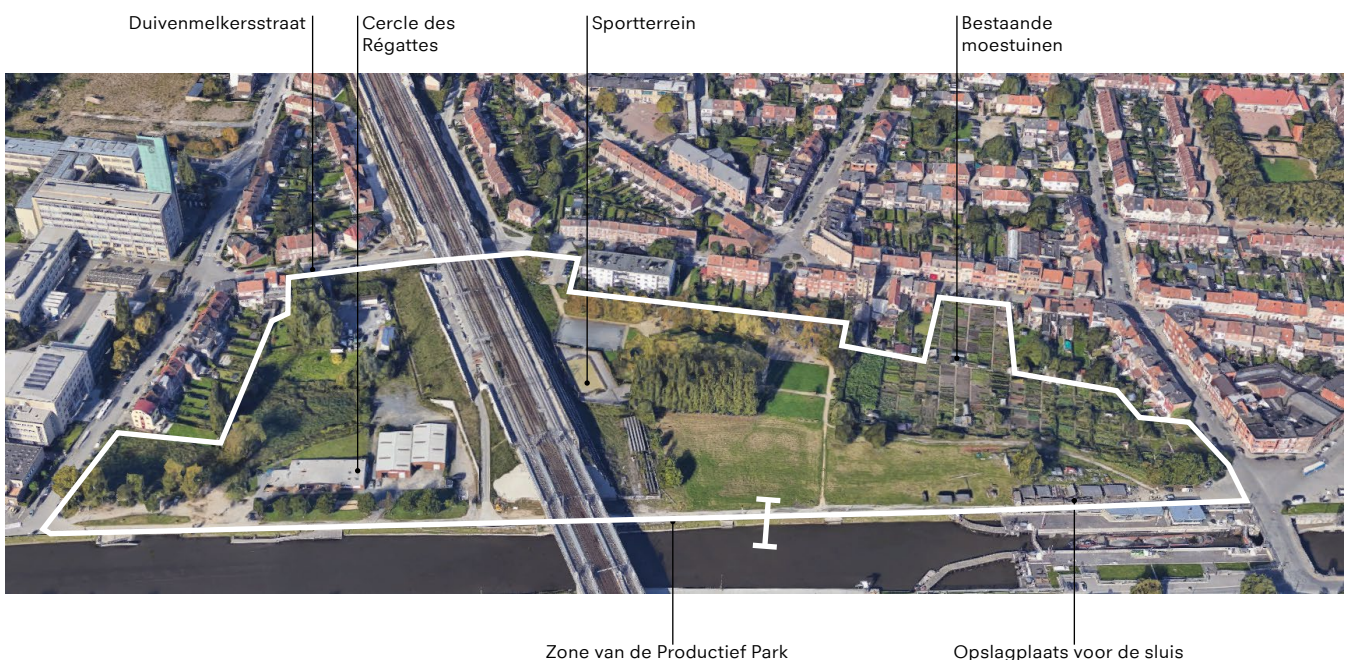 Duivenmelkersstraat
Cercle des
Régattes
Sportterrein
Bestaande
moestuinen
Zone van de Productief Park
Opslagplaats voor de sluis